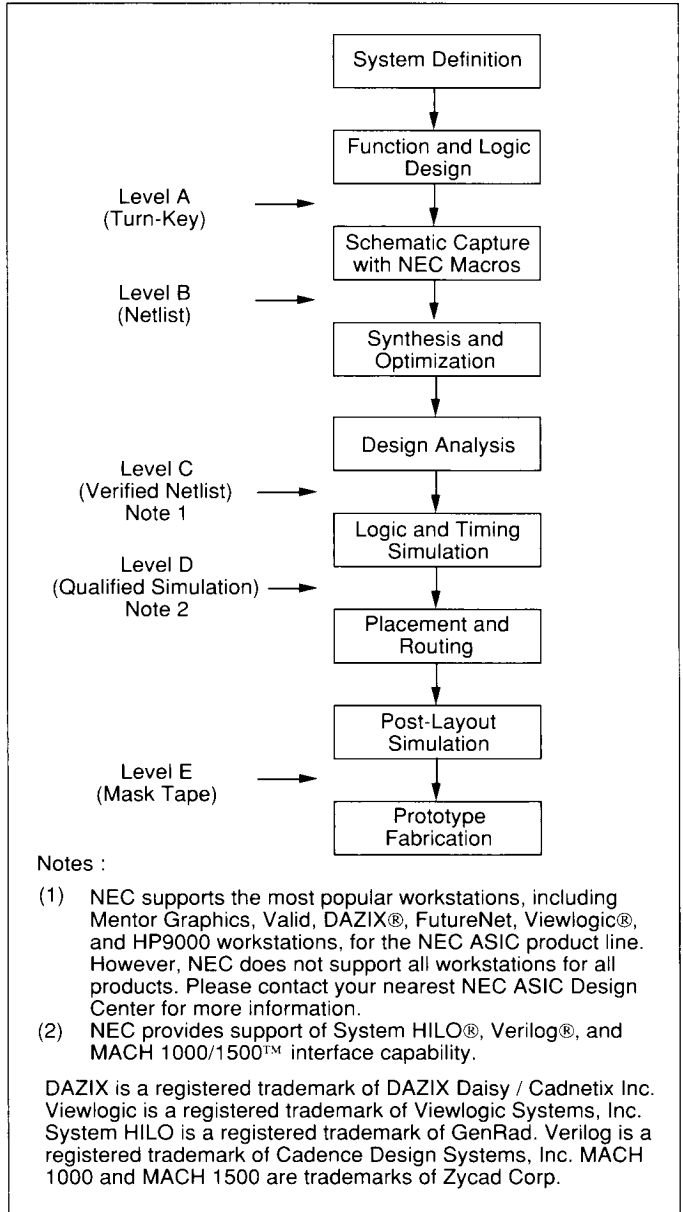 System Definition
Function and Logic
Design
Level A
(Turn-Key)
Schematic Capture
with NEC Macros
Level B
(Netlist)
Synthesis and
Optimization
Design Analysis
Level C
(Verified Netlist)
Note 1
Logic and Timing
Simulation
Level D
(Qualified Simulation)
Note 2
Placement and
Routing
Post-Layout
Simulation
Level E
(Mask Tape)
Prototype
Fabrication
Notes :
(1) NEC supports the most popular workstations, including
Mentor Graphics, Valid, DAZIX®, FutureNet, Viewlogic®,
and HP9000 workstations, for the NEC ASIC product line.
However, NEC does not support all workstations for all
products. Please contact your nearest NEC ASIC Design
Center for more information.
(2) NEC provides support of System HILO®, Verilog®, and
MACH 1000/1500™ interface capability.
DAZIX is a registered trademark of DAZIX Daisy / Cadnetix Inc.
Viewlogic is a registered trademark of Viewlogic Systems, Inc.
System HILO is a registered trademark of GenRad. Verilog is a
registered trademark of Cadence Design Systems, Inc. MACH
1000 and MACH 1500 are trademarks of Zycad Corp.